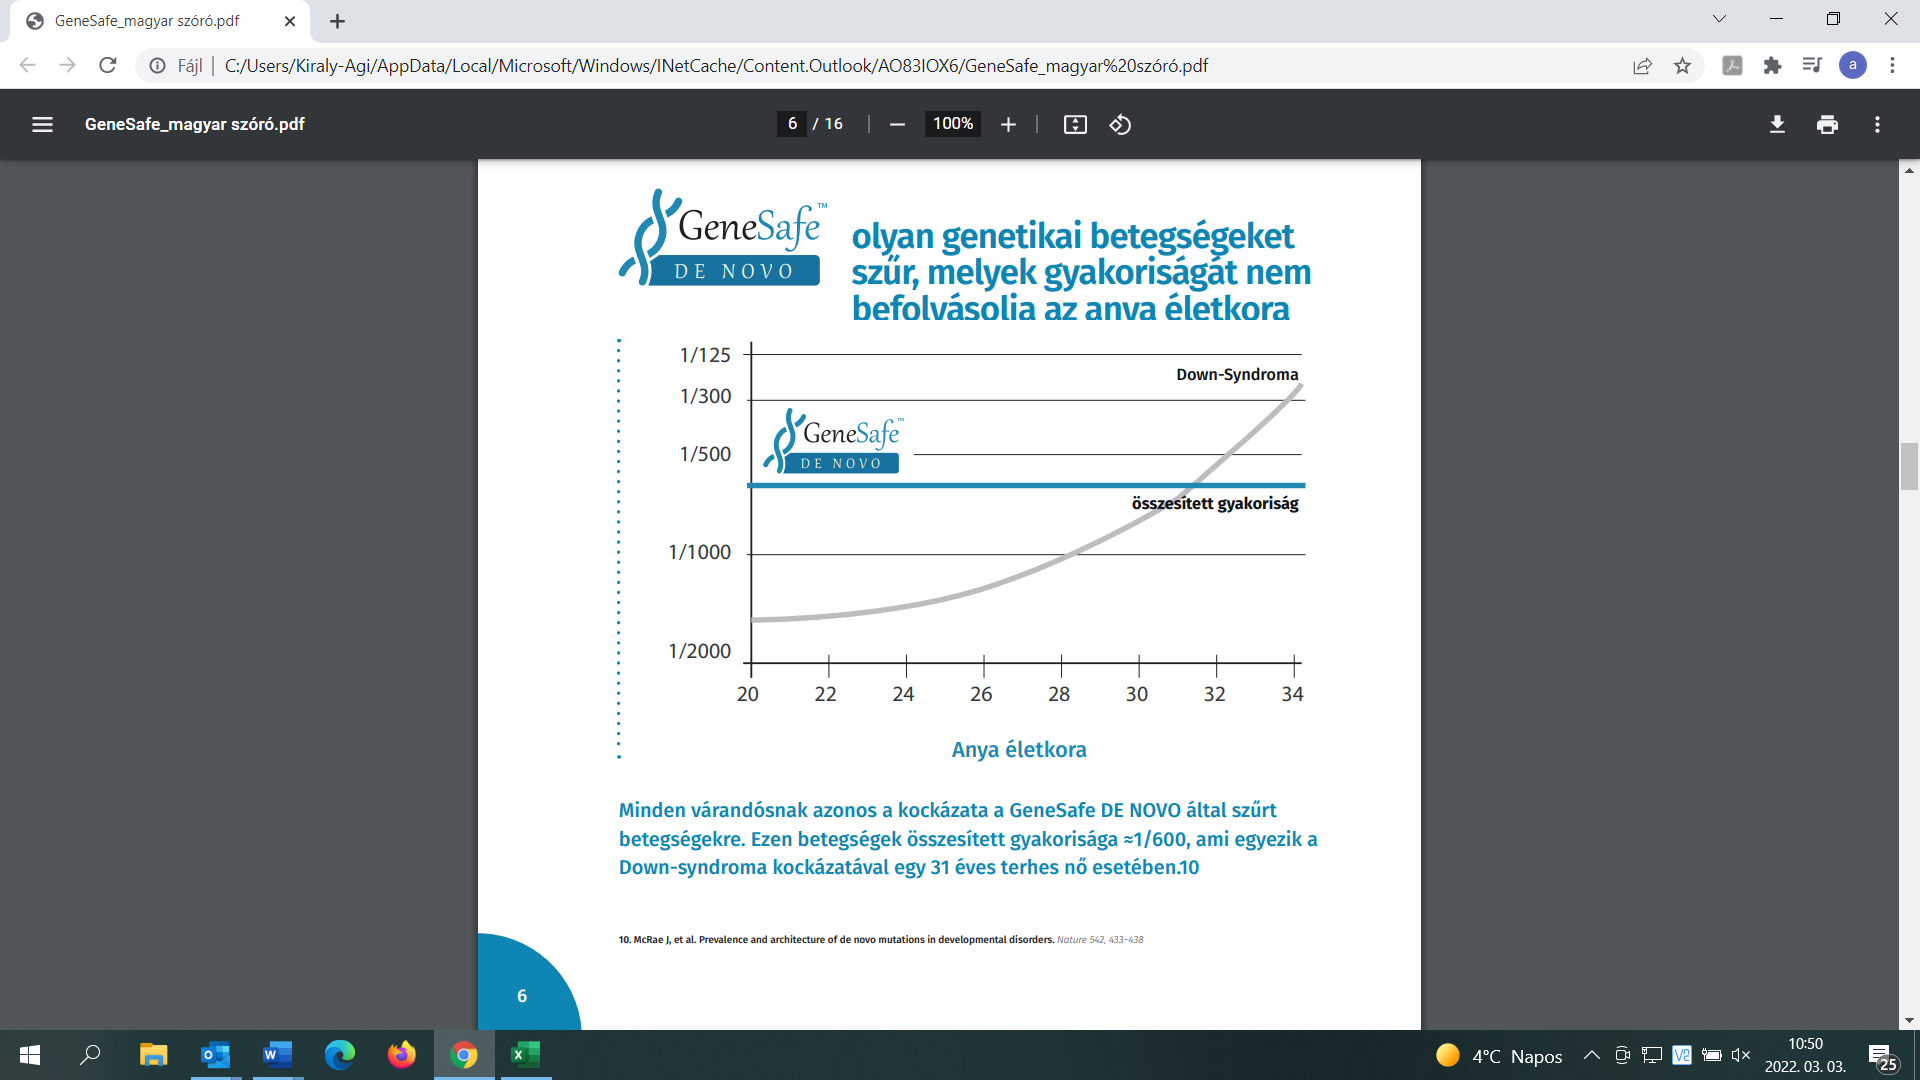 GeneSafe_magyar szóró.pdf
Fájl
C:/Users/Kiraly-Agi/AppData/Local/Microsoft/Windows/INetCache/Content.Outlook/AO83IOX6/GeneSafe_magyar%20szóró.pdf
a
GeneSafe_magyar szóró.pdf
6 / 16
100%
GeneSafe™
DE NOVO
olyan genetikai betegségeket
szűr, melyek gyakoriságát nem
befolyásolja az anya életkora
1/125
Down-Syndroma
1/300
GeneSafe™
DE NOVO
1/500
összesített gyakoriság
1/1000
1/2000
20 22 24 26 28 30 32 34
Anya életkora
Minden várandósnak azonos a kockázata a GeneSafe DE NOVO által szűrt
betegségekre. Ezen betegségek összesített gyakorisága ≈1/600, ami egyezik a
Down-syndroma kockázatával egy 31 éves terhes nő esetében.10
10. McRae J, et al. Prevalence and architecture of de novo mutations in developmental disorders. Nature 542, 433–438
6
4°C Napos
10:50
2022. 03. 03.
25